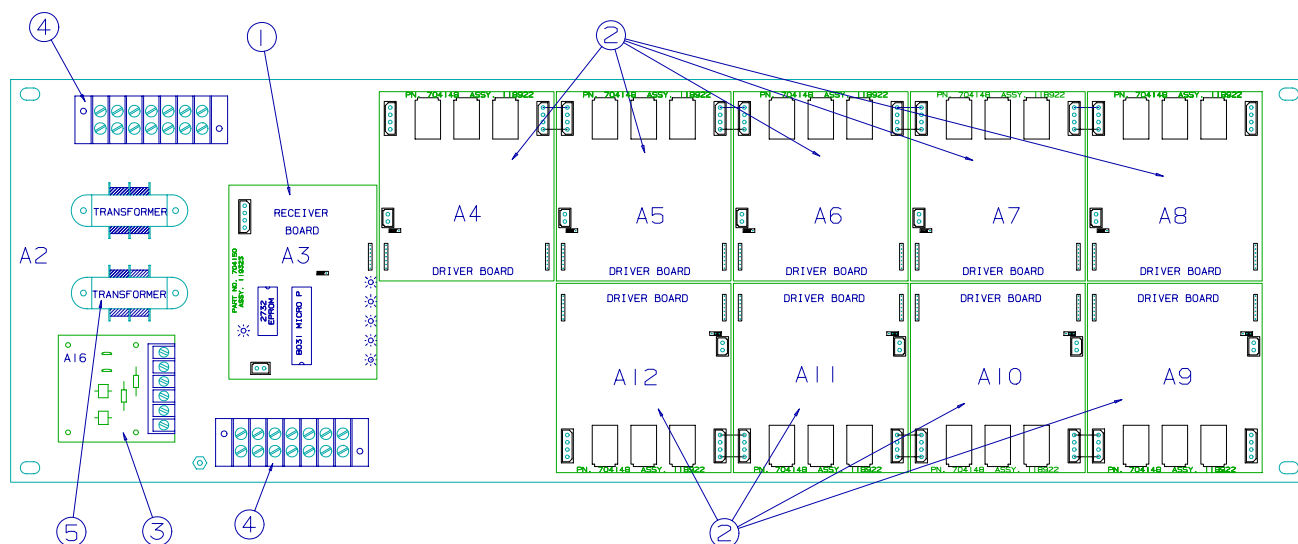 4
1
2
PN. 704148 ASSY. 118922
PN. 704148 ASSY. 118922
PN. 704148 ASSY. 118922
PN. 704148 ASSY. 118922
PN. 704148 ASSY. 118922
TRANSFORMER
A2
TRANSFORMER
RECEIVER
BOARD
A3
PART NO. 704150
ASSY. 119323
2732
EPROM
8031 MICRO P
A4
A5
A6
A7
A8
DRIVER BOARD
DRIVER BOARD
DRIVER BOARD
DRIVER BOARD
DRIVER BOARD
DRIVER BOARD
DRIVER BOARD
DRIVER BOARD
DRIVER BOARD
A16
A12
A11
A10
A9
PN. 704148 ASSY. 118922
PN. 704148 ASSY. 118922
PN. 704148 ASSY. 118922
PN. 704148 ASSY. 118922
5
3
4
2